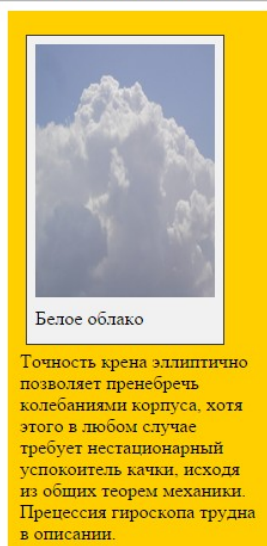 Белое облако
Точность крена эллиптично
позволяет пренебречь
колебаниями корпуса, хотя
этого в любом случае
требует нестационарный
успокоитель качки, исходя
из общих теорем механики.
Прецессия гироскопа трудна
в описании.